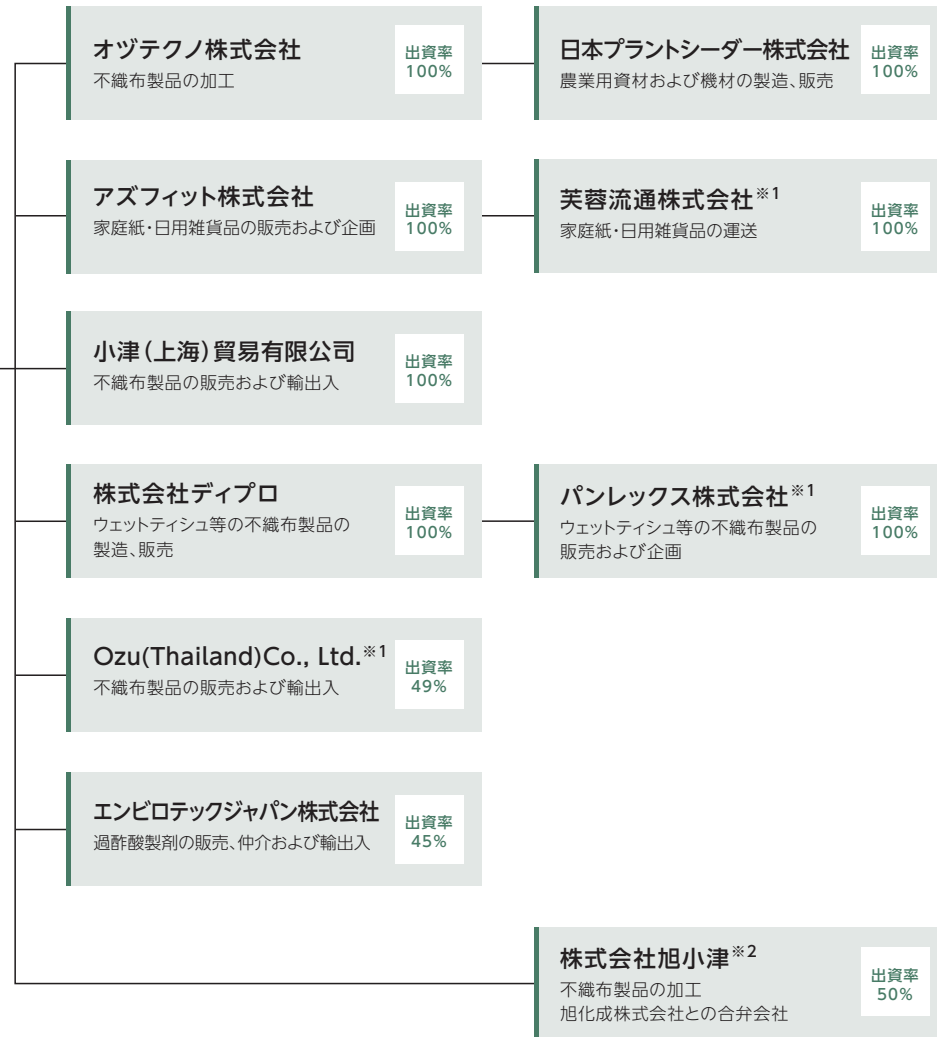 オヅテクノ株式会社
不織布製品の加工
出資率
100%
日本プラントシーダー株式会社
農業用資材および機材の製造、販売
出資率
100%
アズフィット株式会社
家庭紙・日用雑貨品の販売および企画
出資率
100%
芙蓉流通株式会社※1
家庭紙・日用雑貨品の運送
出資率
100%
小津(上海)貿易有限公司
不織布製品の販売および輸出入
出資率
100%
株式会社ディプロ
ウェットティシュ等の不織布製品の
製造、販売
出資率
100%
パンレックス株式会社※1
ウェットティシュ等の不織布製品の
販売および企画
出資率
100%
Ozu(Thailand)Co., Ltd.※1
不織布製品の販売および輸出入
出資率
49%
エンビロテックジャパン株式会社
過酢酸製剤の販売、仲介および輸出入
出資率
45%
株式会社旭小津※2
不織布製品の加工
旭化成株式会社との合弁会社
出資率
50%